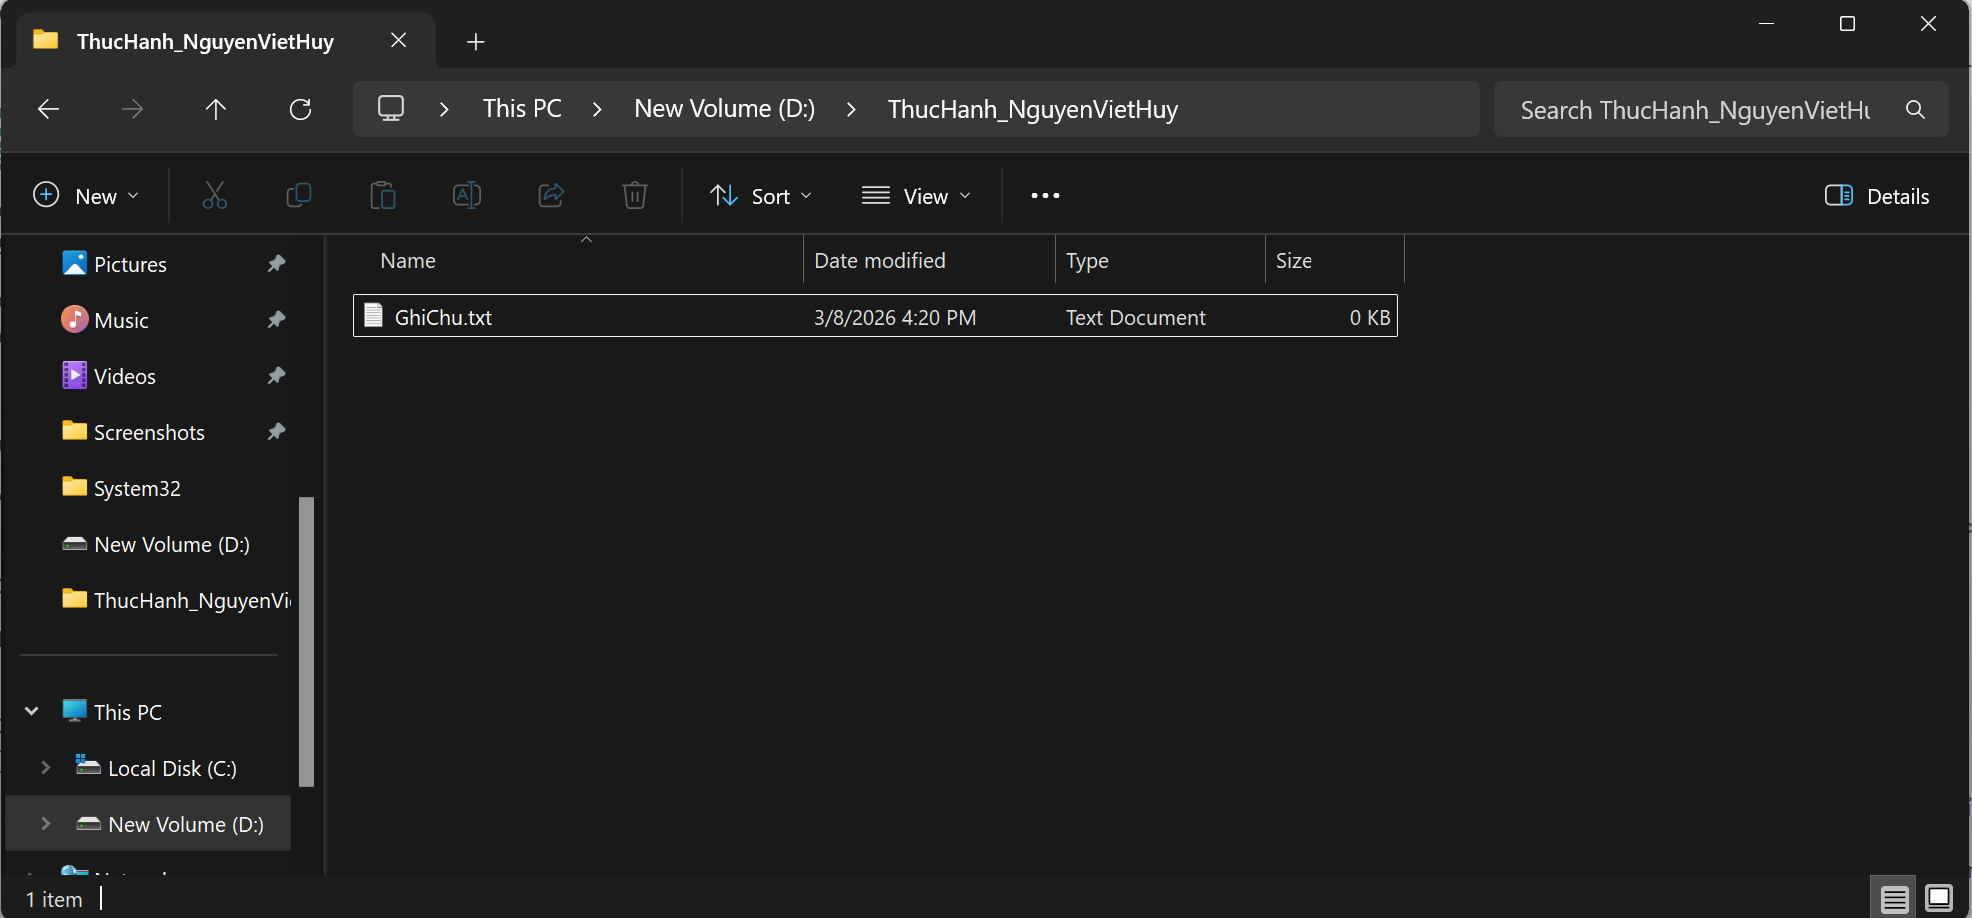 ThucHanh_NguyenVietHuy
This PC > New Volume (D:) > ThucHanh_NguyenVietHuy
Search ThucHanh_NguyenVietHu
New
Sort
View
Details
Name
Date modified
Type
Size
GhiChu.txt
3/8/2026 4:20 PM
Text Document
0 KB
Pictures
Music
Videos
Screenshots
System32
New Volume (D:)
ThucHanh_NguyenVi
This PC
Local Disk (C:)
New Volume (D:)
1 item